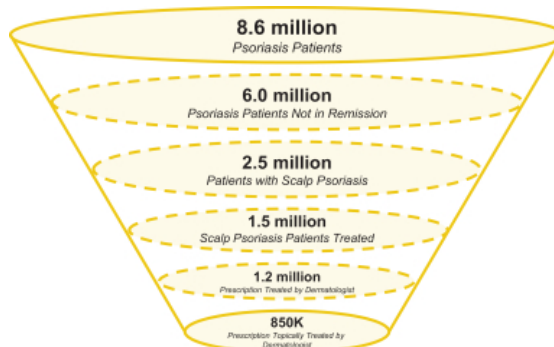 8.6 million
Psoriasis Patients
6.0 million
Psoriasis Patients Not in Remission
2.5 million
Patients with Scalp Psoriasis
1.5 million
Scalp Psoriasis Patients Treated
1.2 million
Prescription Treated by Dermatologist
850K
Prescription Topically Treated by
Dermatologist